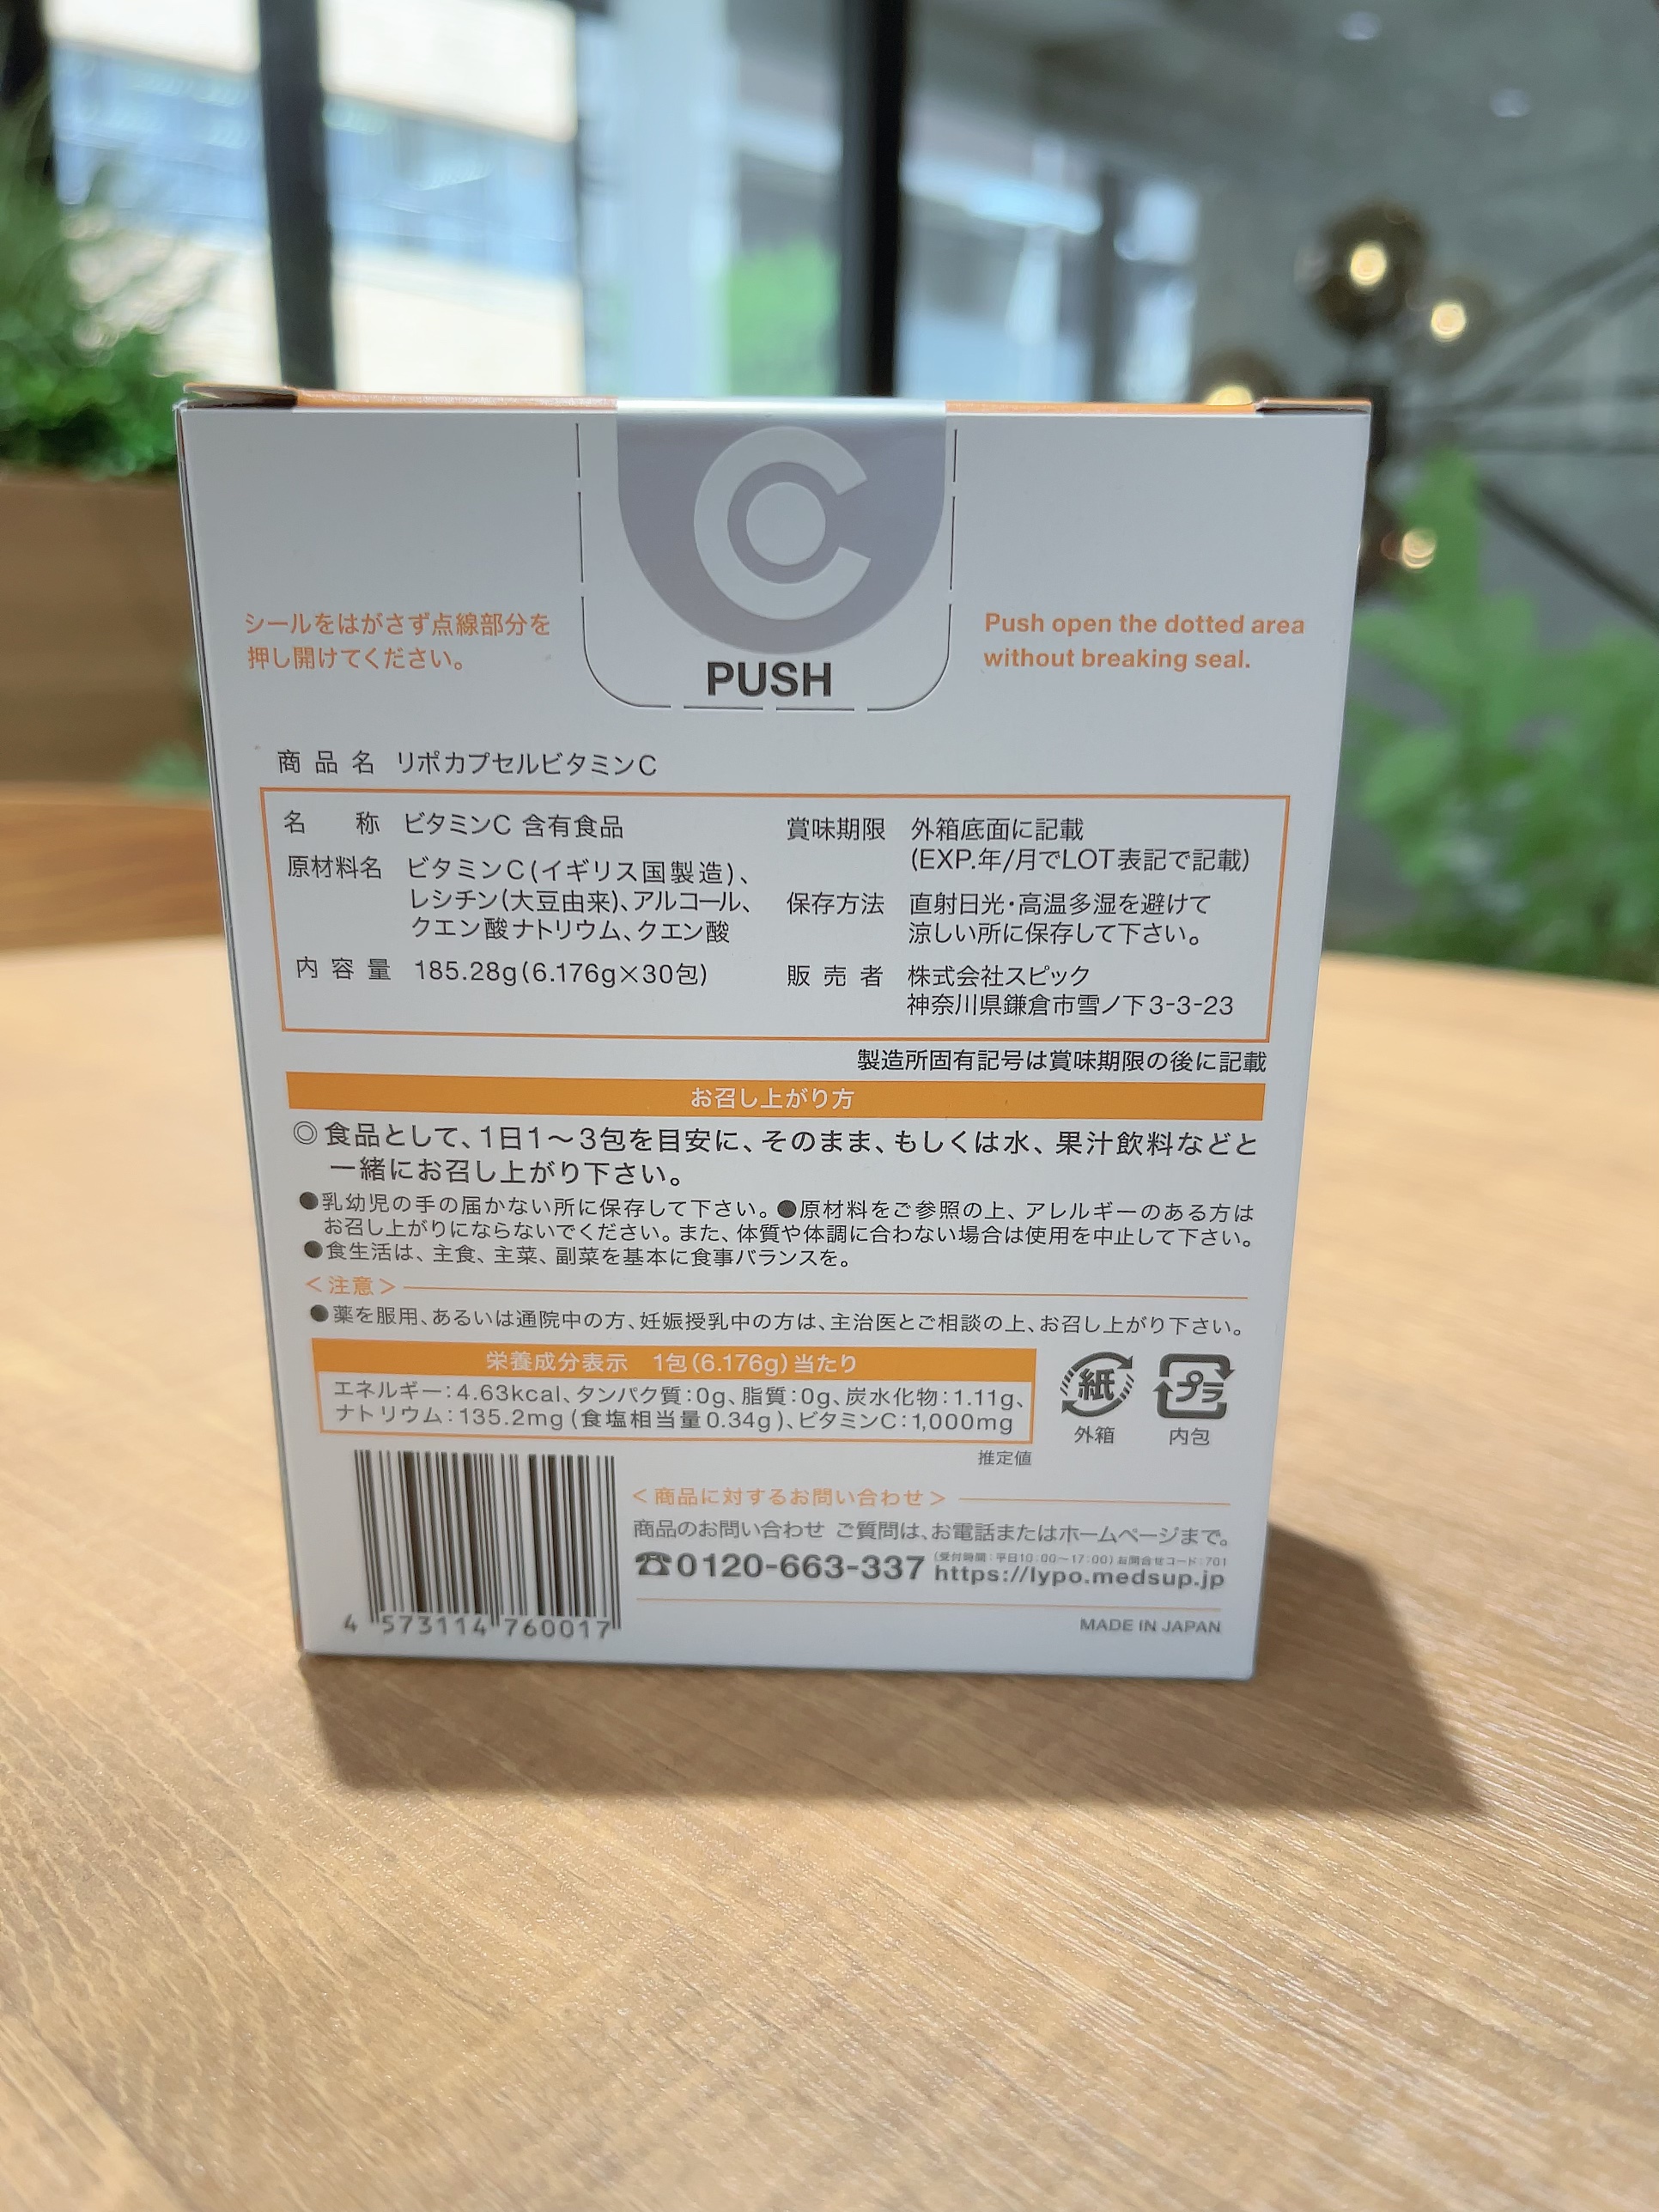 シールをはがさず点線部分を
押し開けてください。
PUSH
Push open the dotted area
without breaking seal.
商品名 リポカプセルビタミンC
名 称 ビタミンC 含有食品
原材料名 ビタミンC(イギリス国製造)、
レシチン(大豆由来)、アルコール、
クエン酸ナトリウム、クエン酸
内容量 185.28g(6.176g×30包)
賞味期限 外箱底面に記載
(EXP.年/月でLOT表記で記載)
保存方法 直射日光・高温多湿を避けて
涼しい所に保存して下さい。
販売者 株式会社スピック
神奈川県鎌倉市雪ノ下3-3-23
製造所固有記号は賞味期限の後に記載
お召し上がり方
◎食品として、1日1～3包を目安に、そのまま、もしくは水、果汁飲料などと
一緒にお召し上がり下さい。
●乳幼児の手の届かない所に保存して下さい。●原材料をご参照の上、アレルギーのある方は
お召し上がりにならないでください。また、体質や体調に合わない場合は使用を中止して下さい。
●食生活は、主食、主菜、副菜を基本に食事バランスを。
<注意>
●薬を服用、あるいは通院中の方、妊娠授乳中の方は、主治医とご相談の上、お召し上がり下さい。
栄養成分表示 1包(6.176g)当たり
エネルギー:4.63kcal、タンパク質:0g、脂質:0g、炭水化物:1.11g、
ナトリウム:135.2mg(食塩相当量0.34g)、ビタミンC:1,000mg
推定値
紙
外箱
プラ
内包
<商品に対するお問い合わせ>
商品のお問い合わせ ご質問は、お電話またはホームページまで。
☎0120-663-337
(受付時間:平日10:00～17:00)お問合せコード:701
https://lypo.medsup.jp
MADE IN JAPAN
4 573114 760017